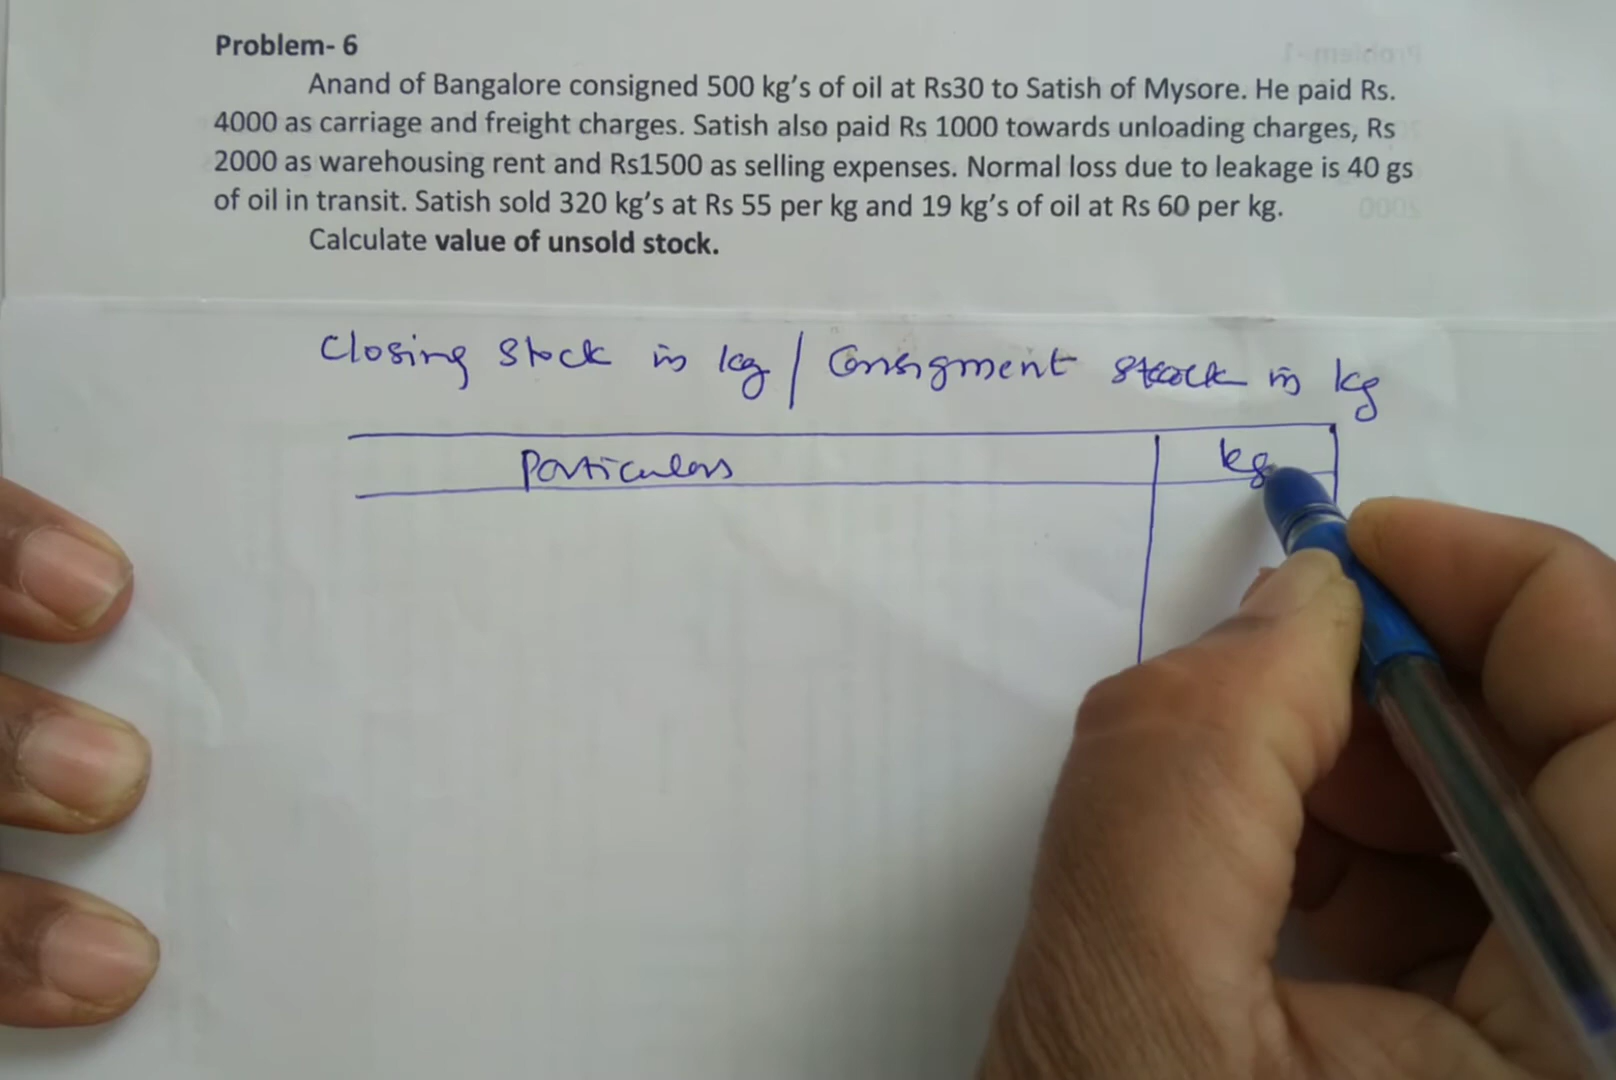 Problem- 6
Anand of Bangalore consigned 500 kg's of oil at Rs30 to Satish of Mysore. He paid Rs.
4000 as carriage and freight charges. Satish also paid Rs 1000 towards unloading charges, Rs
2000 as warehousing rent and Rs1500 as selling expenses. Normal loss due to leakage is 40 gs
of oil in transit. Satish sold 320 kg's at Rs 55 per kg and 19 kg's of oil at Rs 60 per kg.
Calculate value of unsold stock.
Closing stock in kg / Consignment stock in kg
Particulars kg